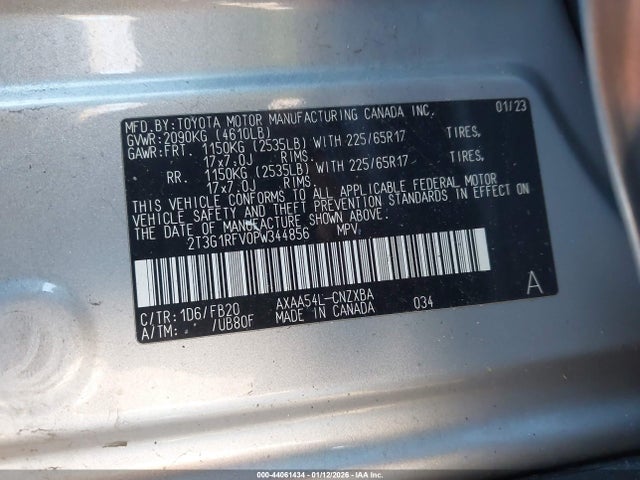 MFD. BY: TOYOTA MOTOR MANUFACTURING CANADA INC. 01/23
GVWR: 2090KG (4610LB)
GAWR: FRT. 1150KG (2535LB) WITH 225/65R17 TIRES,
17x7.0J RIMS.
RR. 1150KG (2535LB) WITH 225/65R17 TIRES,
17x7.0J RIMS.
THIS VEHICLE CONFORMS TO ALL APPLICABLE FEDERAL MOTOR
VEHICLE SAFETY AND THEFT PREVENTION STANDARDS IN EFFECT ON
THE DATE OF MANUFACTURE SHOWN ABOVE.
2T3G1RFV0PW344856 MPV
A
C/TR: 1D6/FB20 AXAA54L-CNZXBA 034
A/TM: /UB80F MADE IN CANADA
000-44061434 - 01/12/2026 - IAA Inc.